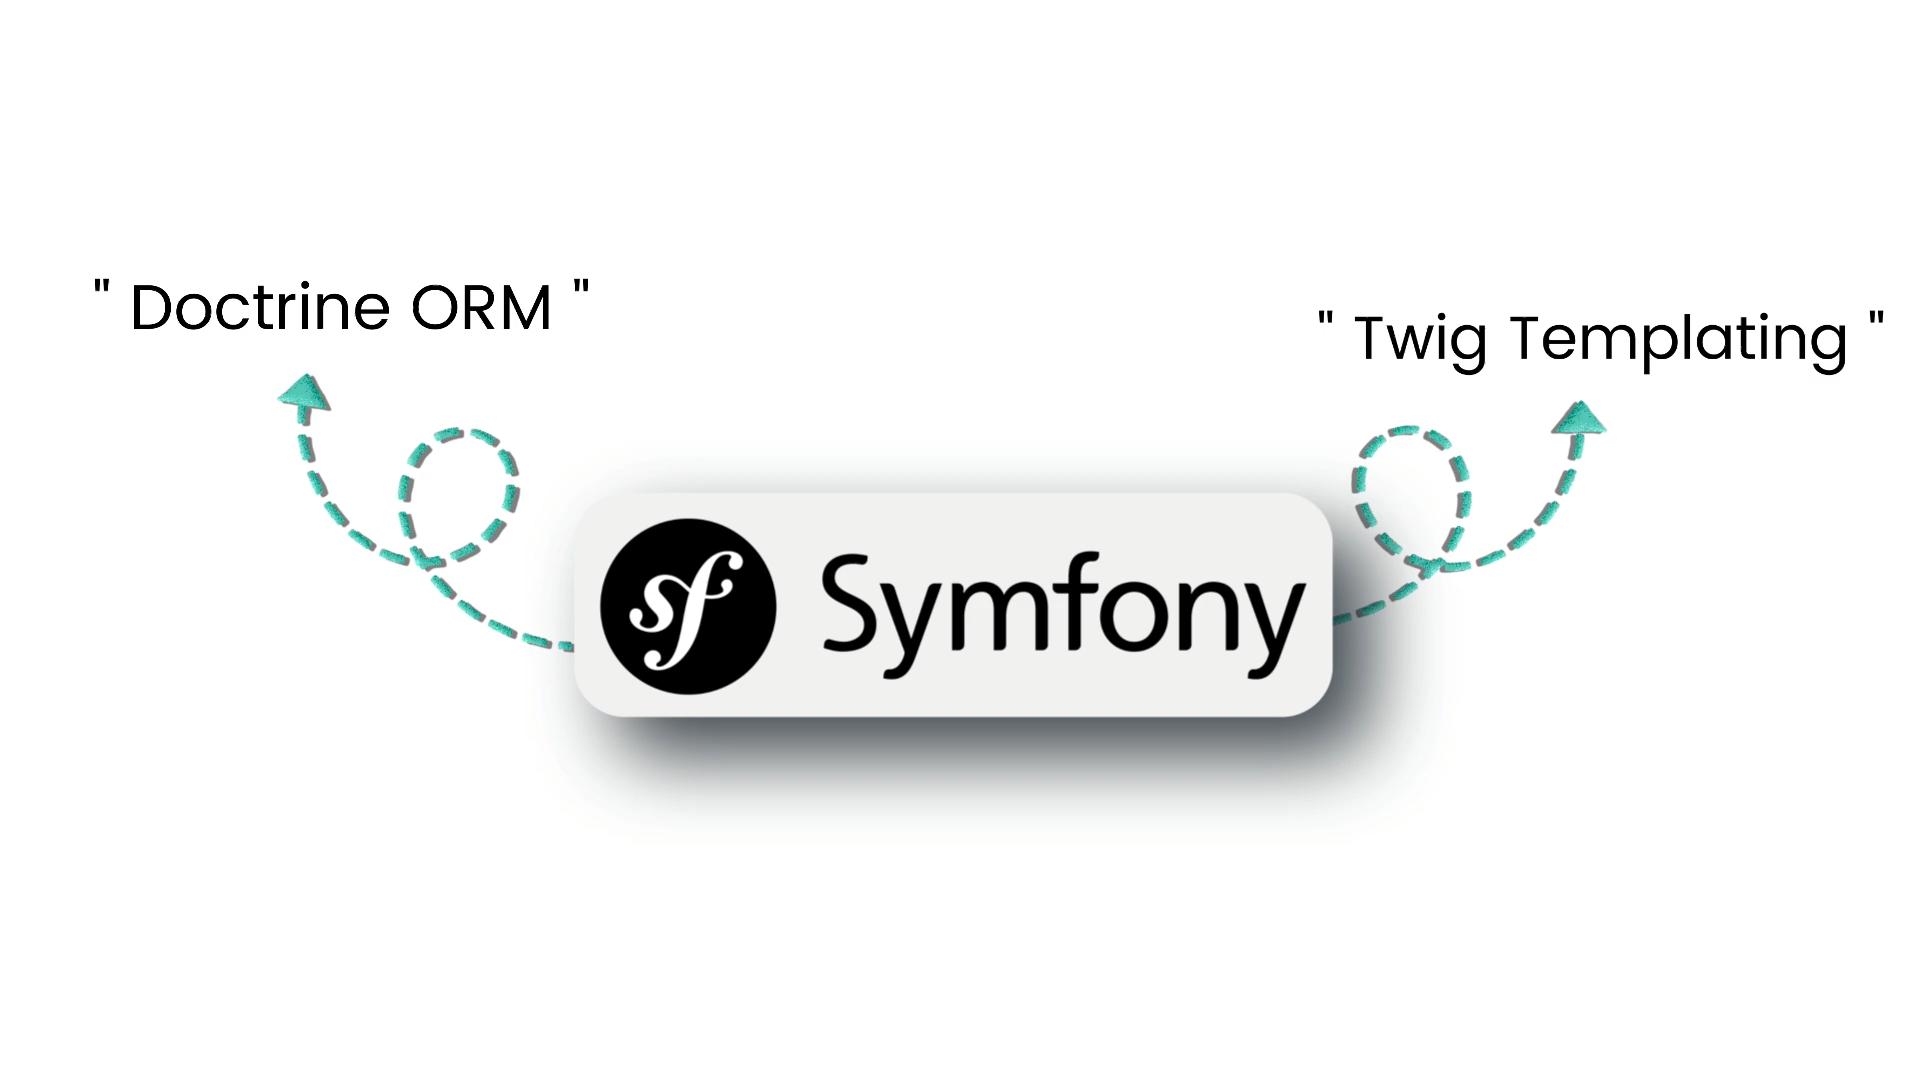 " Doctrine ORM "
" Twig Templating "
sf Symfony